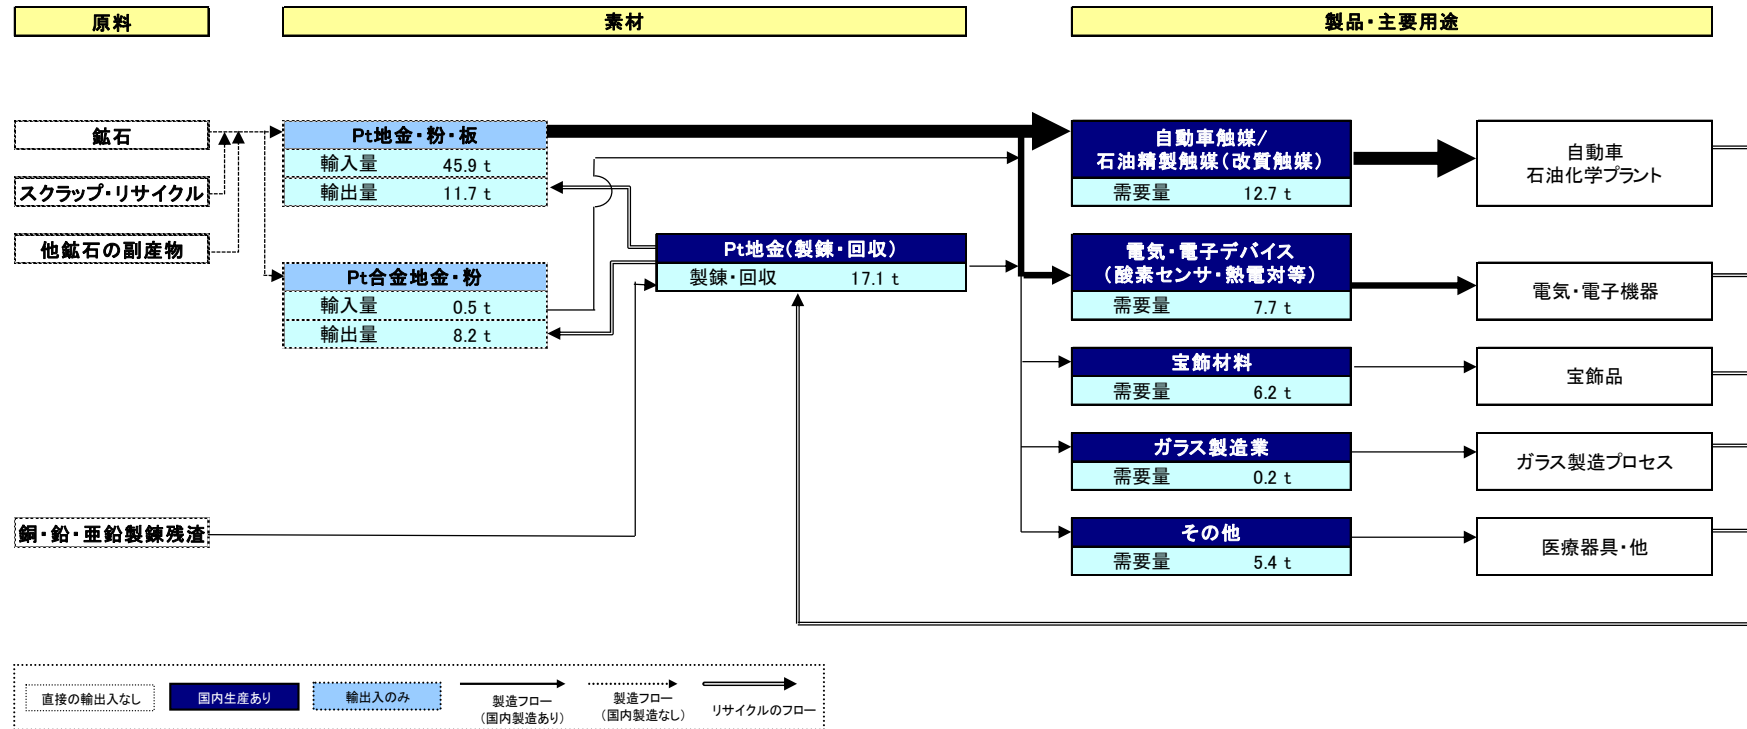 原料
素材
製品・主要用途
鉱石
スクラップ・リサイクル
他鉱石の副産物
銅・鉛・亜鉛製錬残渣
Pt地金・粉・板
輸入量 45.9 t
輸出量 11.7 t
Pt合金地金・粉
輸入量 0.5 t
輸出量 8.2 t
Pt地金(製錬・回収)
製錬・回収 17.1 t
自動車触媒/
石油精製触媒(改質触媒)
需要量 12.7 t
電気・電子デバイス
(酸素センサ・熱電対等)
需要量 7.7 t
宝飾材料
需要量 6.2 t
ガラス製造業
需要量 0.2 t
その他
需要量 5.4 t
自動車
石油化学プラント
電気・電子機器
宝飾品
ガラス製造プロセス
医療器具・他
直接の輸出入なし
国内生産あり
輸出入のみ
製造フロー
(国内製造あり)
製造フロー
(国内製造なし)
リサイクルのフロー